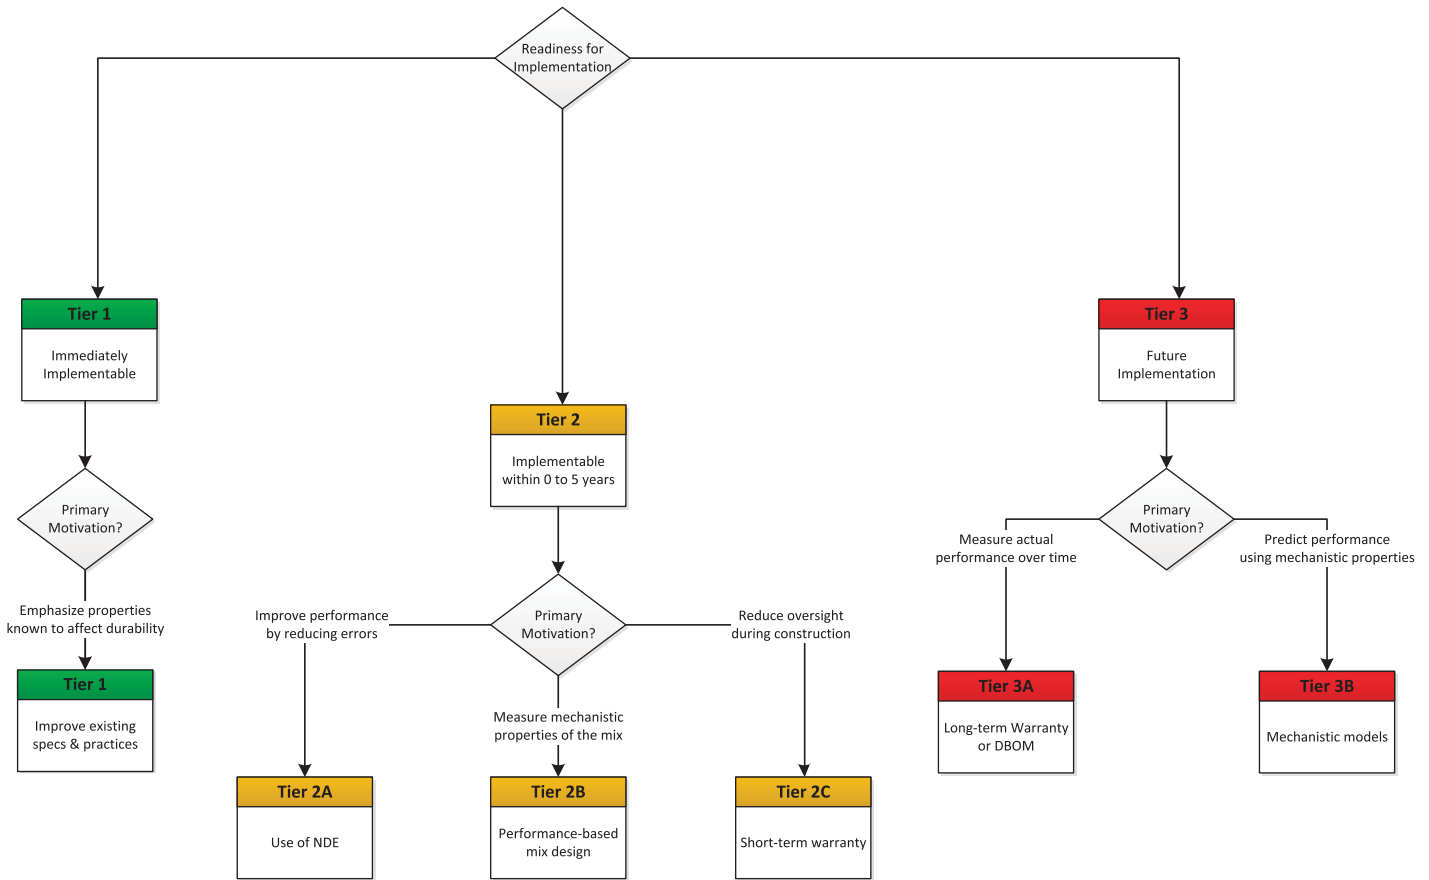 Readiness for
Implementation
Tier 1
Immediately
Implementable
Primary
Motivation?
Emphasize properties
known to affect durability
Tier 1
Improve existing
specs & practices
Tier 2
Implementable
within 0 to 5 years
Primary
Motivation?
Improve performance
by reducing errors
Measure mechanistic
properties of the mix
Reduce oversight
during construction
Tier 2A
Use of NDE
Tier 2B
Performance-based
mix design
Tier 2C
Short-term warranty
Tier 3
Future
Implementation
Primary
Motivation?
Measure actual
performance over time
Predict performance
using mechanistic properties
Tier 3A
Long-term Warranty
or DBOM
Tier 3B
Mechanistic models